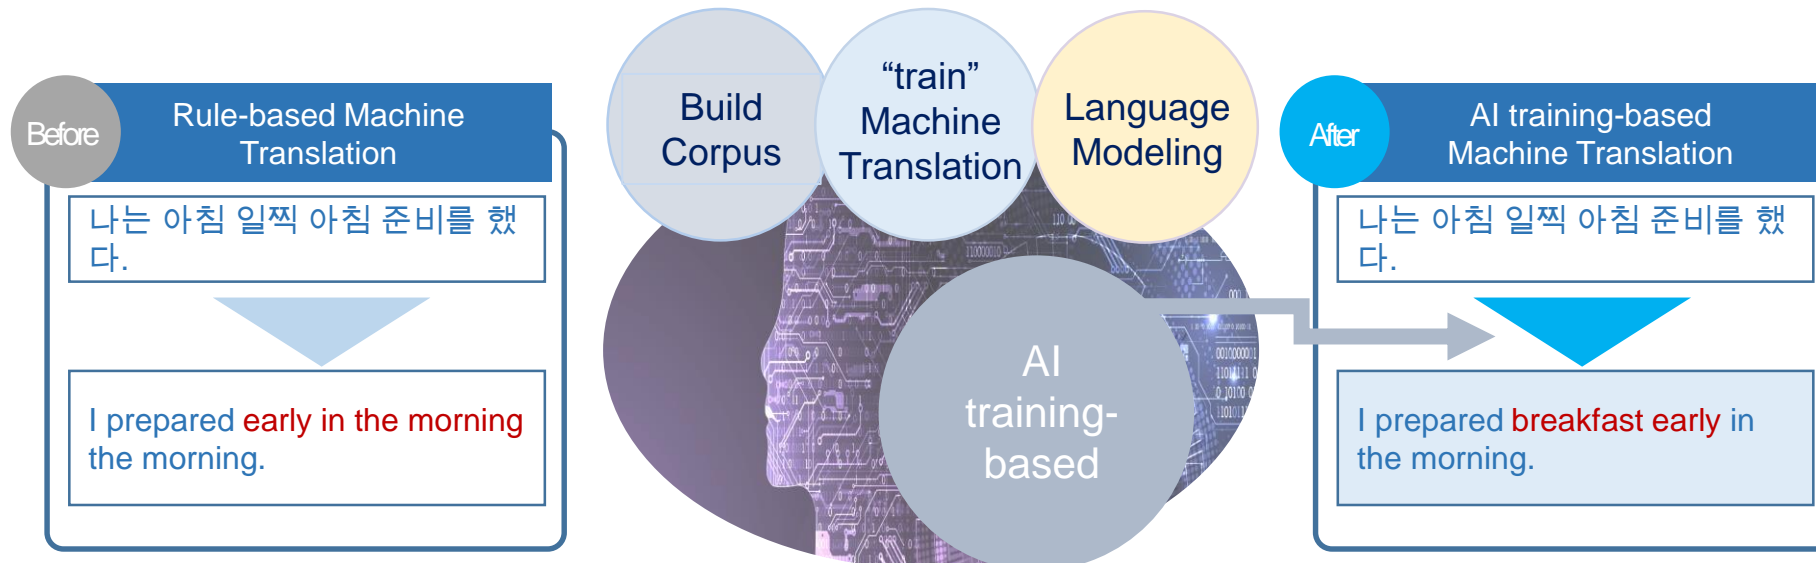 Before
Rule-based Machine
Translation
나는 아침 일찍 아침 준비를 했
다.
I prepared early in the morning
the morning.
Build
Corpus
“train”
Machine
Translation
Language
Modeling
AI
training-
based
After
AI training-based
Machine Translation
나는 아침 일찍 아침 준비를 했
다.
I prepared breakfast early in
the morning.